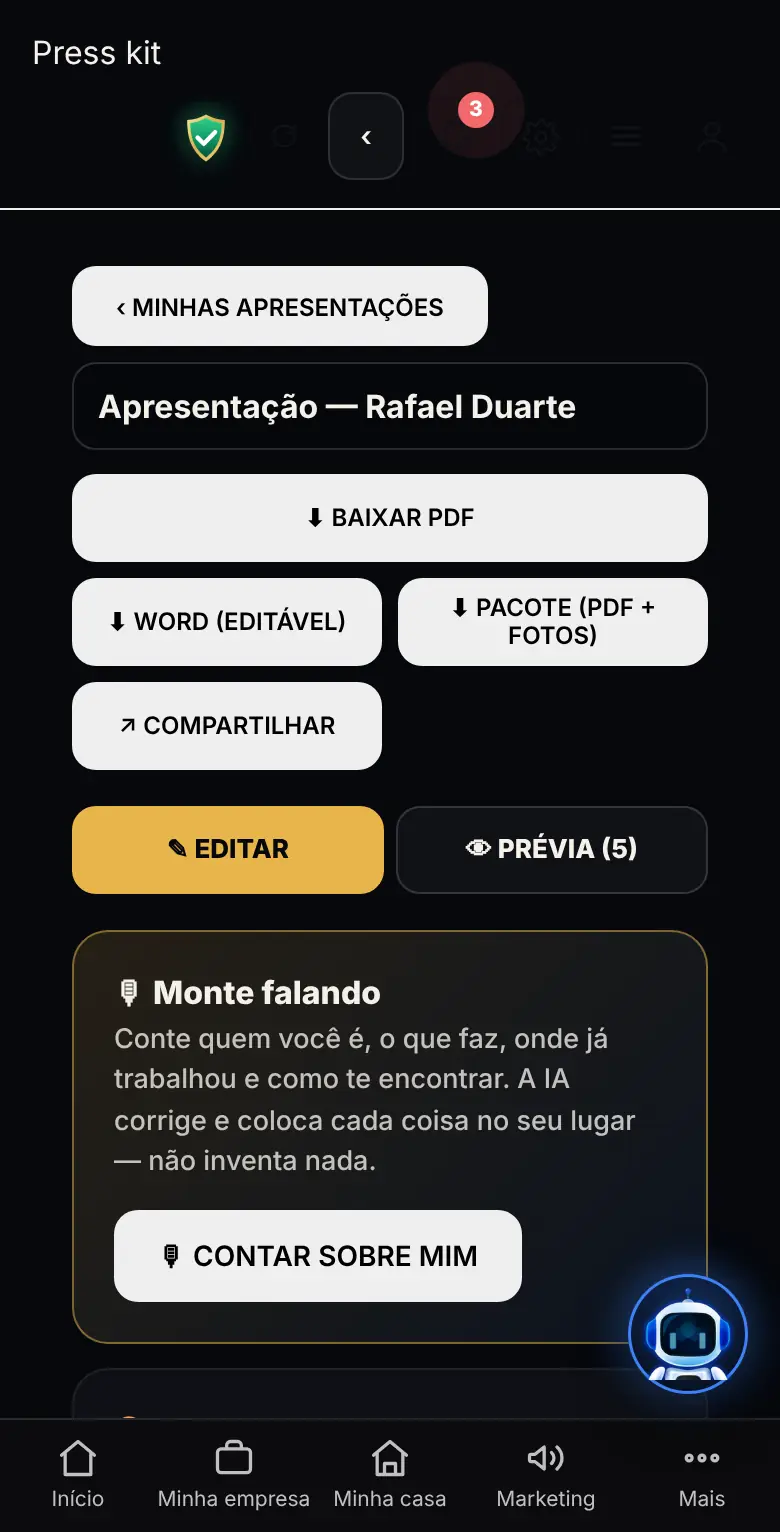 Press kit
‹
3
‹ MINHAS APRESENTAÇÕES
Apresentação — Rafael Duarte
⬇ BAIXAR PDF
⬇ WORD (EDITÁVEL)
⬇ PACOTE (PDF +
FOTOS)
↗ COMPARTILHAR
✎ EDITAR
👁 PRÉVIA (5)
🎙 Monte falando
Conte quem você é, o que faz, onde já
trabalhou e como te encontrar. A IA
corrige e coloca cada coisa no seu lugar
— não inventa nada.
🎙 CONTAR SOBRE MIM
Início
Minha empresa
Minha casa
Marketing
Mais